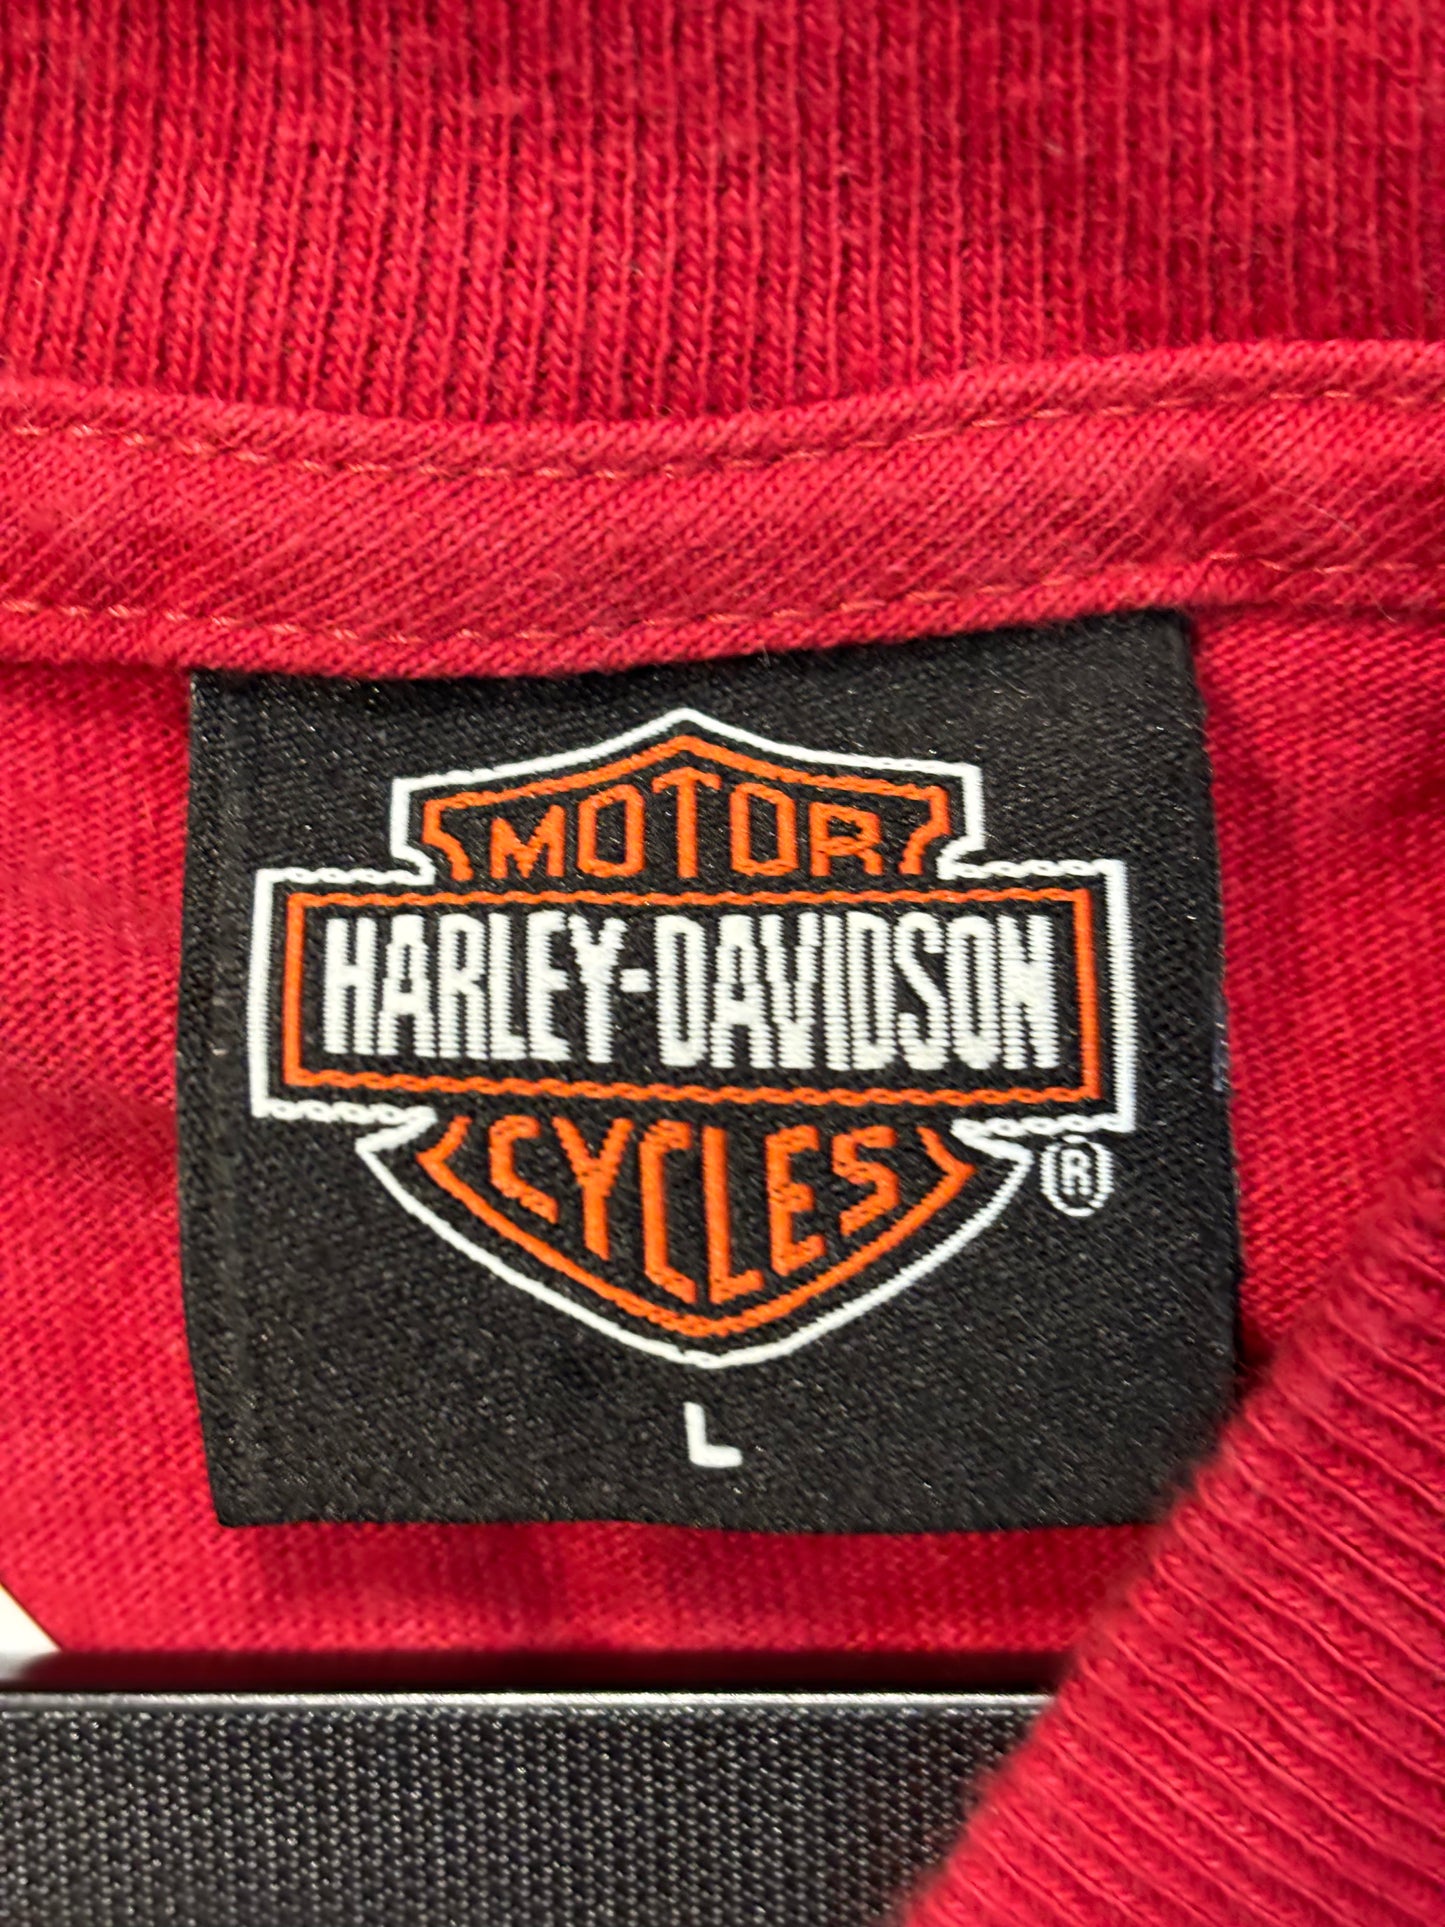 MOTOR
HARLEY-DAVIDSON
CYCLES
®
L